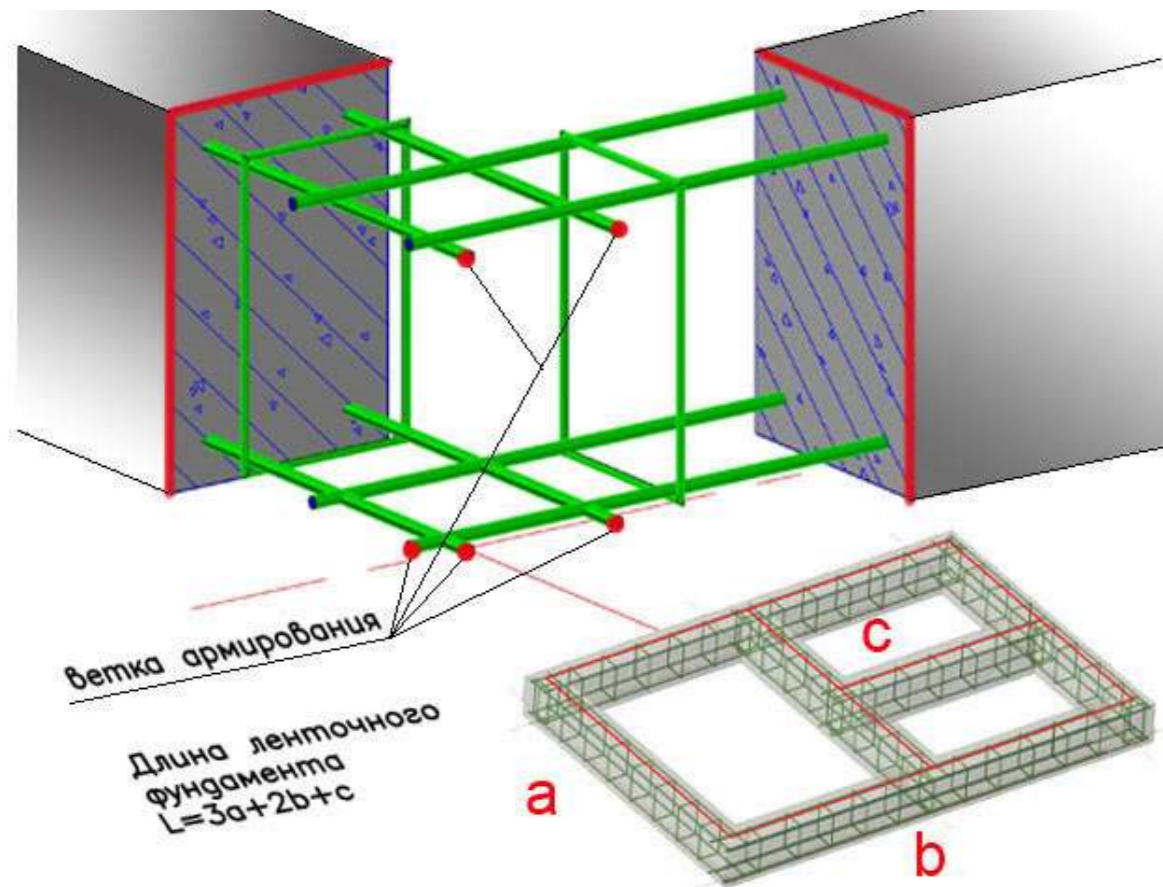 ветка армирования
Длина ленточного
фундамента
L=3a+2b+c
a
b
c